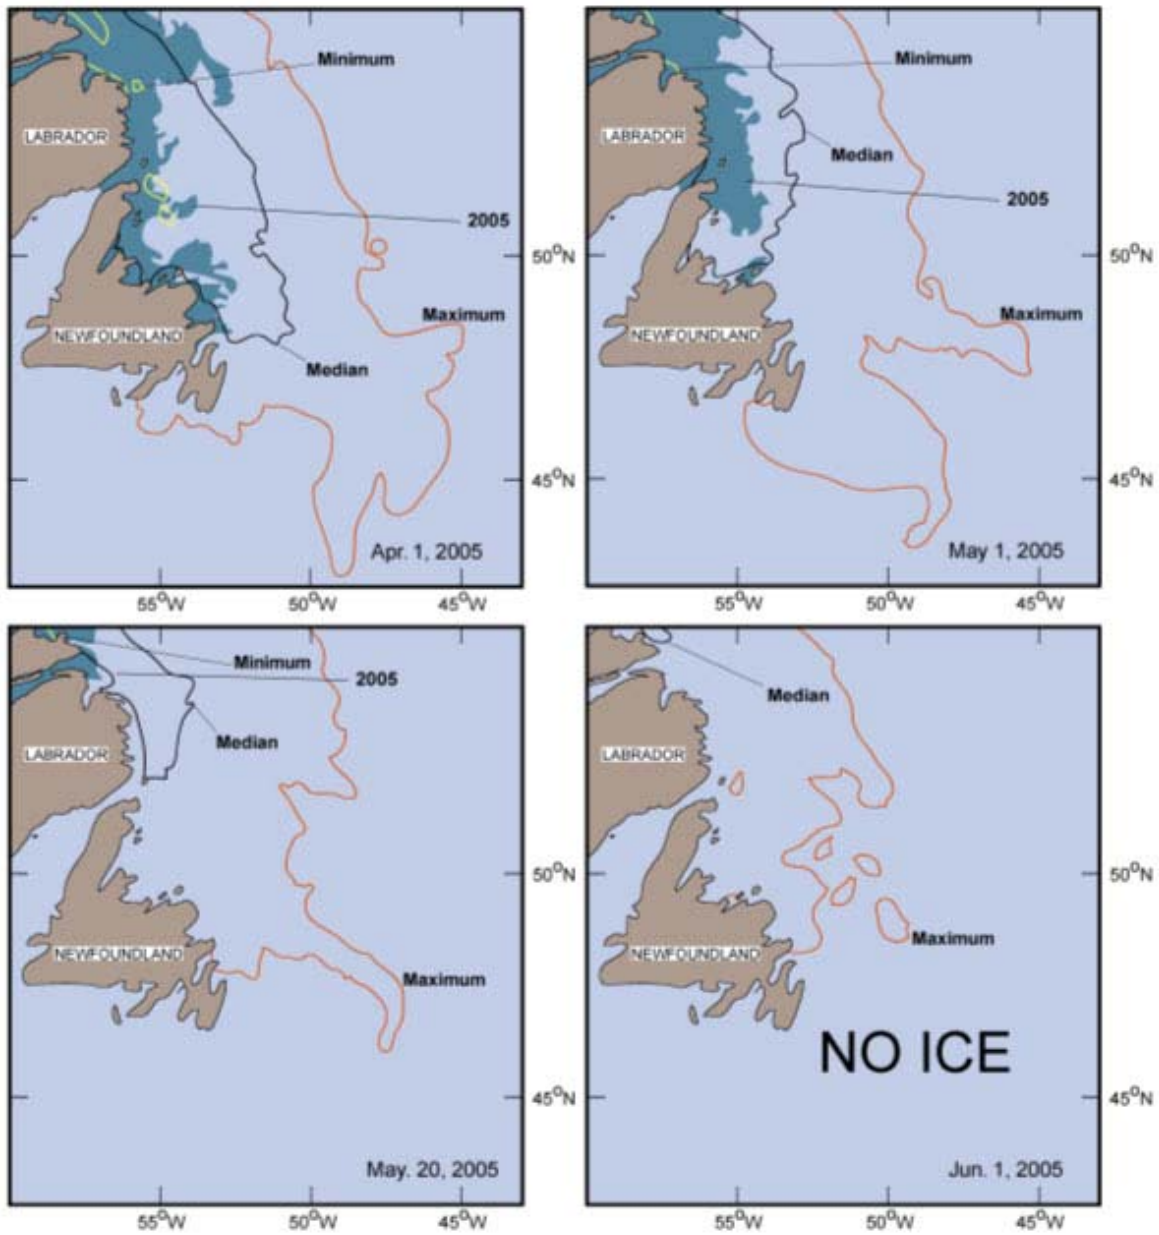 Minimum
LABRADOR
2005
50°N
Maximum
NEWFOUNDLAND
Median
45°N
Apr. 1, 2005
55°W 50°W 45°W
Minimum
LABRADOR
Median
2005
50°N
Maximum
NEWFOUNDLAND
45°N
May 1, 2005
55°W 50°W 45°W
Minimum
2005
Median
LABRADOR
50°N
NEWFOUNDLAND
Maximum
45°N
May. 20, 2005
55°W 50°W 45°W
Median
LABRADOR
50°N
Maximum
NEWFOUNDLAND
NO ICE
45°N
Jun. 1, 2005
55°W 50°W 45°W